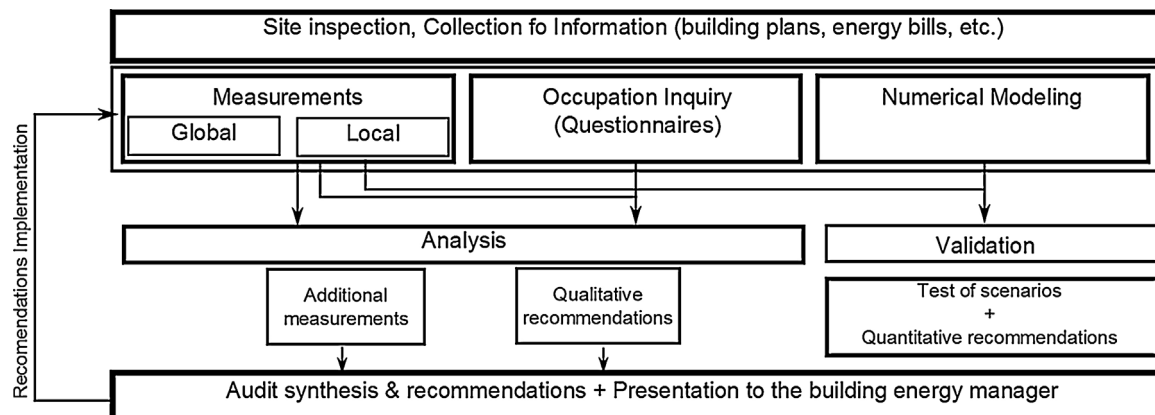 Site inspection, Collection fo Information (building plans, energy bills, etc.)
Measurements
Global
Local
Occupation Inquiry
(Questionnaires)
Numerical Modeling
Recomendations Implementation
Analysis
Validation
Additional
measurements
Qualitative
recommendations
Test of scenarios
+
Quantitative recommendations
Audit synthesis & recommendations + Presentation to the building energy manager